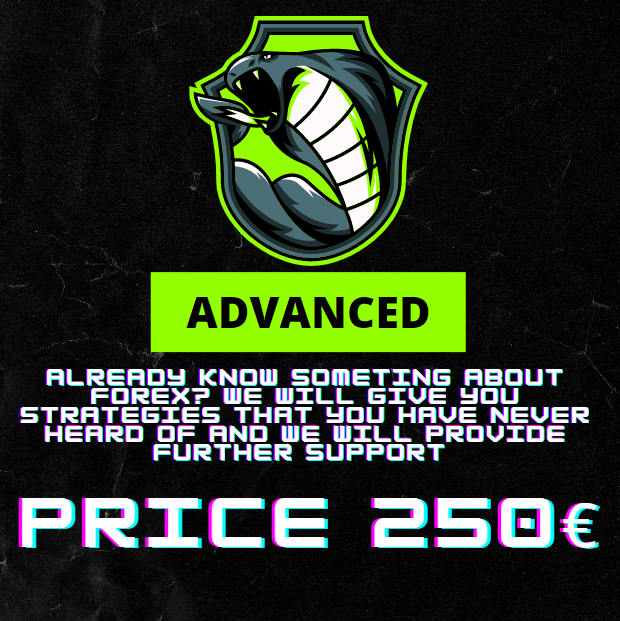 ADVANCED
ALREADY KNOW SOMETING ABOUT
FOREX? WE WILL GIVE YOU
STRATEGIES THAT YOU HAVE NEVER
HEARD OF AND WE WILL PROVIDE
FURTHER SUPPORT
PRICE 250€